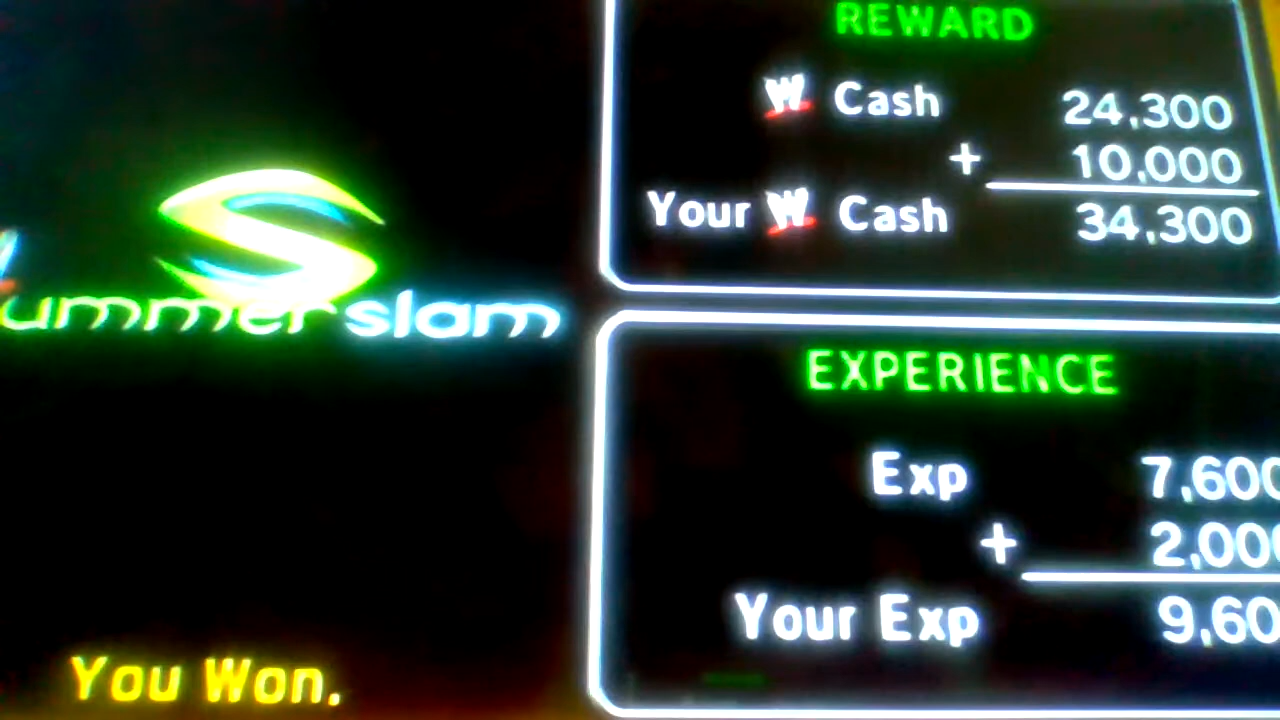 REWARD
W Cash 24,300
+ 10,000
Your W Cash 34,300
ummerslam
EXPERIENCE
Exp 7,600
+ 2,000
Your Exp 9,60
You Won.